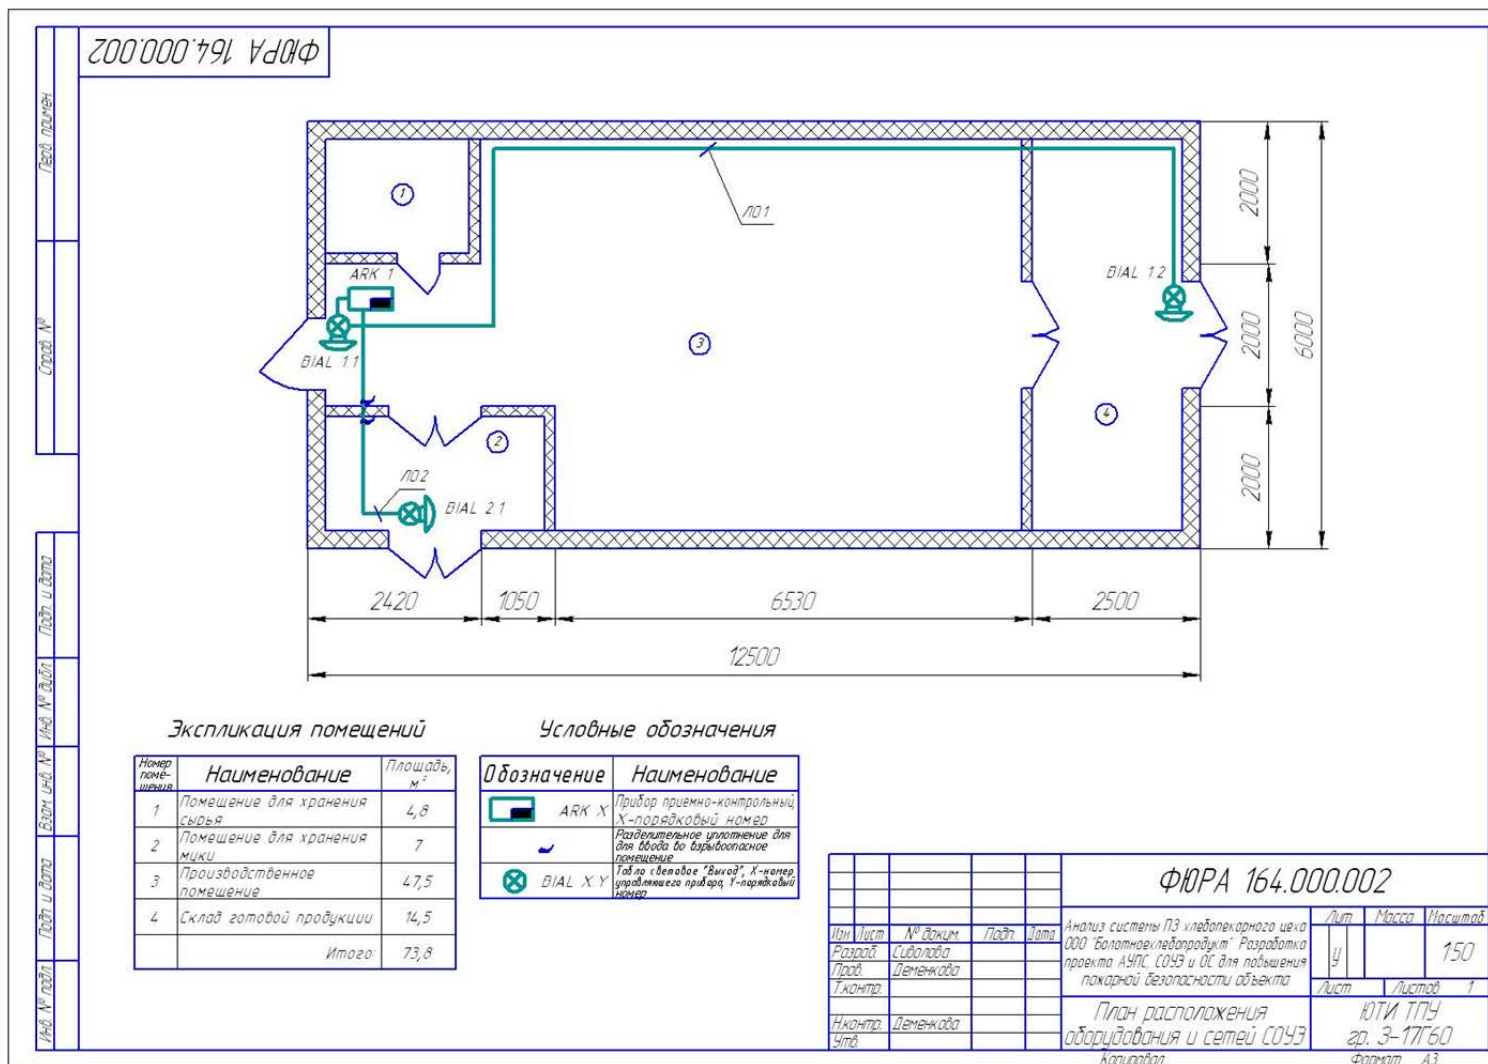 ФЮРА 164.000.002
Перв. примен.
Справ. №
Подп. и дата
Инв. № дубл.
Взам. инв. №
Подп. и дата
Инв. № подл.
1
ARK 1
BIAL 1.1
ЛО1
BIAL 1.2
3
4
2
ЛО2
BIAL 2.1
2000
2000
2000
6000
2420
1050
6530
2500
12500
Экспликация помещений
Номер помещения
Наименование
Площадь, м²
1 Помещение для хранения сырья 4,8
2 Помещение для хранения муки 7
3 Производственное помещение 47,5
4 Склад готовой продукции 14,5
Итого: 73,8
Условные обозначения
Обозначение Наименование
ARK X Прибор приемно-контрольный,
X-порядковый номер
Разделительное уплотнение для
для ввода во взрывоопасное
помещение
BIAL X.Y Табло световое "Выход", X-номер
управляющего прибора, Y-порядковый
номер
ФЮРА 164.000.002
Изм. Лист № докум. Подп. Дата
Разраб. Сиволова
Пров. Деменкова
Т.контр.
Н.контр. Деменкова
Утв.
Анализ системы ПЗ хлебопекарного цеха
ООО "Болотноехлебопродукт". Разработка
проекта АУПС, СОУЭ и ОС для повышения
пожарной безопасности объекта
Лит. Масса Масштаб
у 1:50
Лист Листов 1
План расположения
оборудования и сетей СОУЭ
ЮТИ ТПУ
гр. З-17Г60
Копировал Формат А3